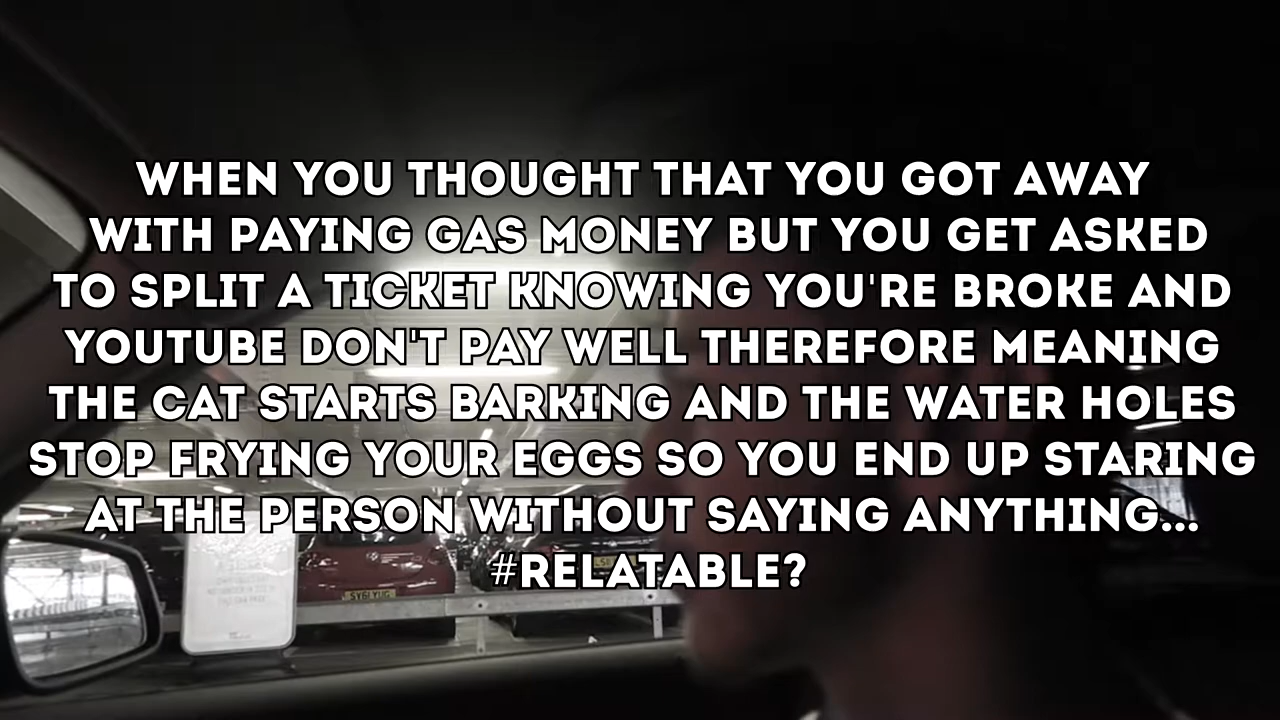 WHEN YOU THOUGHT THAT YOU GOT AWAY
WITH PAYING GAS MONEY BUT YOU GET ASKED
TO SPLIT A TICKET KNOWING YOU'RE BROKE AND
YOUTUBE DON'T PAY WELL THEREFORE MEANING
THE CAT STARTS BARKING AND THE WATER HOLES
STOP FRYING YOUR EGGS SO YOU END UP STARING
AT THE PERSON WITHOUT SAYING ANYTHING...
#RELATABLE?
SY61 YUG